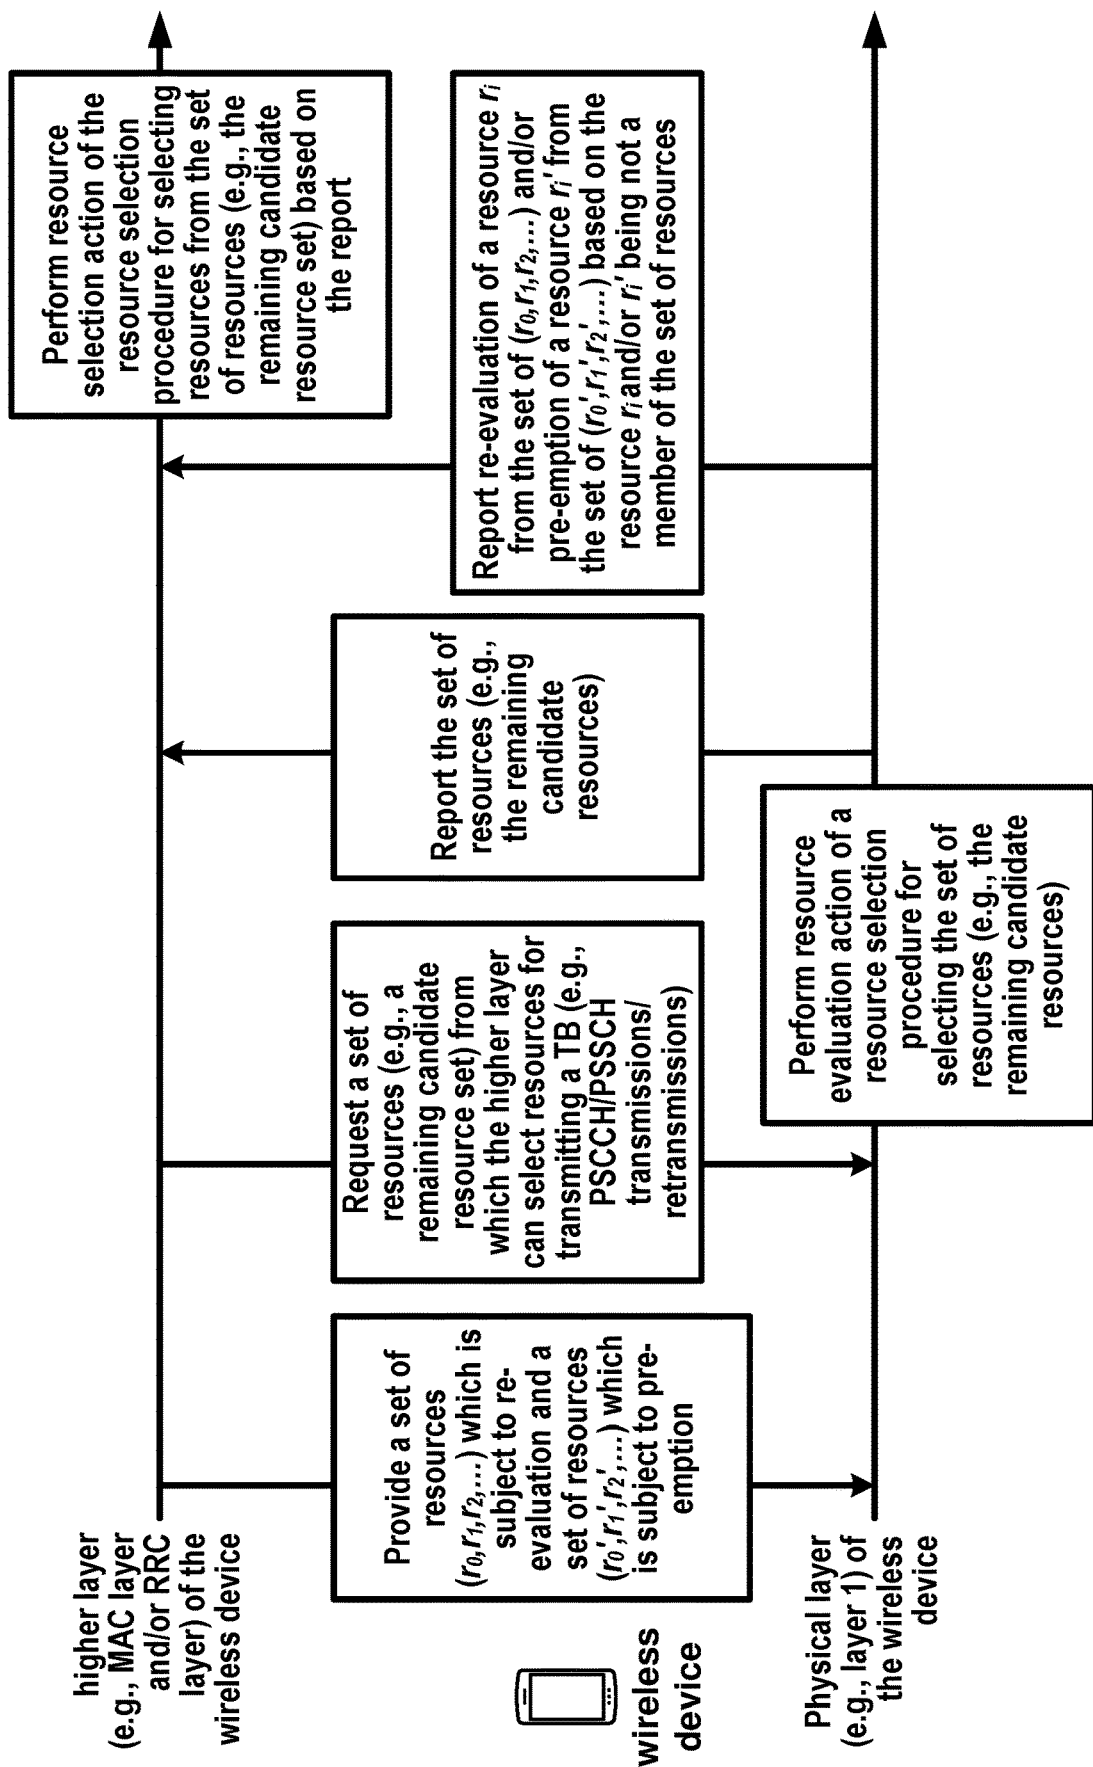 higher layer
(e.g., MAC layer
and/or RRC
layer) of the
wireless device
wireless
device
Physical layer
(e.g., layer 1) of
the wireless
device
Provide a set of
resources
(r0,r1,r2,...) which is
subject to re-
evaluation and a
set of resources
(r0',r1',r2',...) which
is subject to pre-
emption
Request a set of
resources (e.g., a
remaining candidate
resource set) from
which the higher layer
can select resources for
transmitting a TB (e.g.,
PSCCH/PSSCH
transmissions/
retransmissions)
Perform resource
evaluation action of a
resource selection
procedure for
selecting the set of
resources (e.g., the
remaining candidate
resources)
Report the set of
resources (e.g.,
the remaining
candidate
resources)
Report re-evaluation of a resource ri
from the set of (r0,r1,r2,...) and/or
pre-emption of a resource ri' from
the set of (r0',r1',r2',...) based on the
resource ri and/or ri' being not a
member of the set of resources
Perform resource
selection action of the
resource selection
procedure for selecting
resources from the set
of resources (e.g., the
remaining candidate
resource set) based on
the report